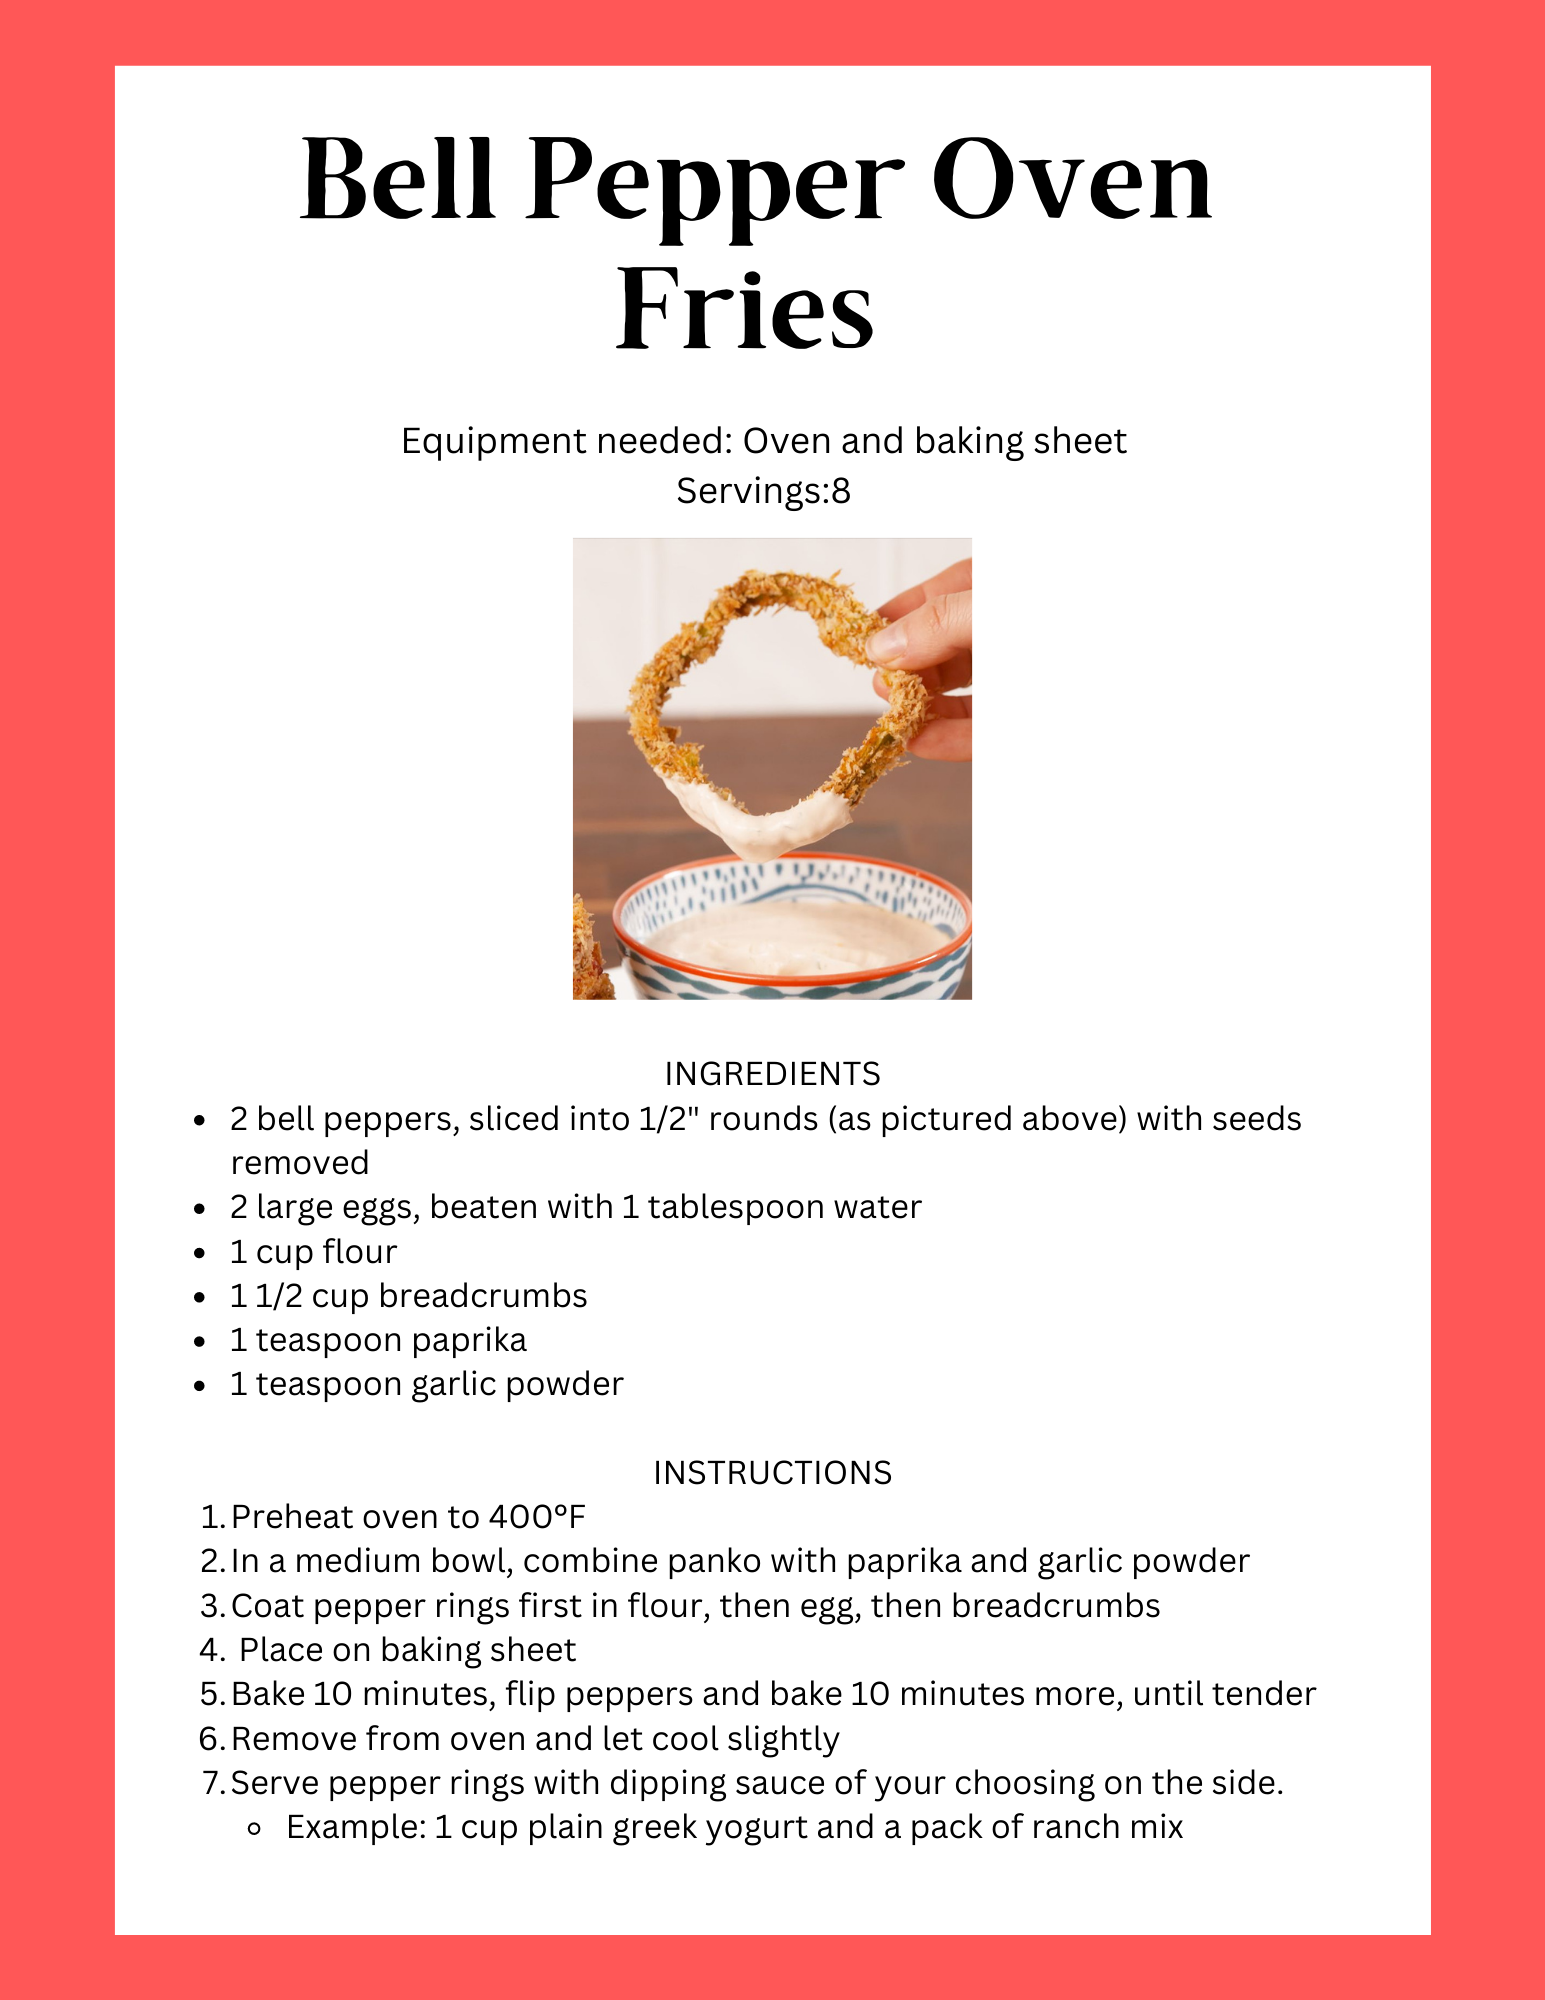 Bell Pepper Oven
Fries
Equipment needed: Oven and baking sheet
Servings:8
INGREDIENTS
• 2 bell peppers, sliced into 1/2" rounds (as pictured above) with seeds
removed
• 2 large eggs, beaten with 1 tablespoon water
• 1 cup flour
• 1 1/2 cup breadcrumbs
• 1 teaspoon paprika
• 1 teaspoon garlic powder
INSTRUCTIONS
1. Preheat oven to 400°F
2. In a medium bowl, combine panko with paprika and garlic powder
3. Coat pepper rings first in flour, then egg, then breadcrumbs
4. Place on baking sheet
5. Bake 10 minutes, flip peppers and bake 10 minutes more, until tender
6. Remove from oven and let cool slightly
7. Serve pepper rings with dipping sauce of your choosing on the side.
◦ Example: 1 cup plain greek yogurt and a pack of ranch mix